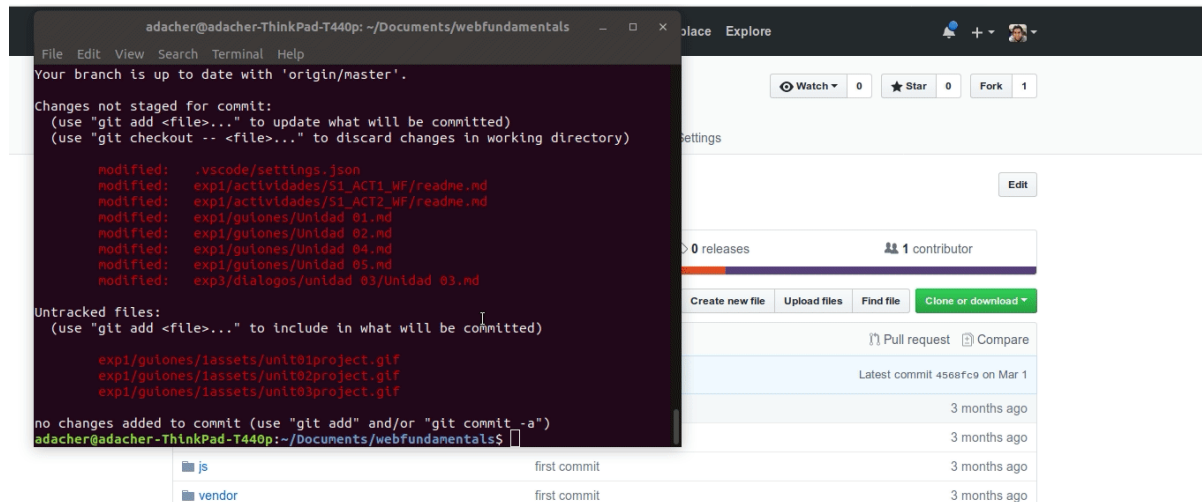 adacher@adacher-ThinkPad-T440p: ~/Documents/webfundamentals
File Edit View Search Terminal Help
Your branch is up to date with 'origin/master'.
Changes not staged for commit:
(use "git add <file>..." to update what will be committed)
(use "git checkout -- <file>..." to discard changes in working directory)
modified: .vscode/settings.json
modified: exp1/actividades/S1_ACT1_WF/readme.md
modified: exp1/actividades/S1_ACT2_WF/readme.md
modified: exp1/guiones/Unidad 01.md
modified: exp1/guiones/Unidad 02.md
modified: exp1/guiones/Unidad 04.md
modified: exp1/guiones/Unidad 05.md
modified: exp3/dialogos/unidad 03/Unidad 03.md
Untracked files:
(use "git add <file>..." to include in what will be committed)
exp1/guiones/1assets/unit01project.gif
exp1/guiones/1assets/unit02project.gif
exp1/guiones/1assets/unit03project.gif
no changes added to commit (use "git add" and/or "git commit -a")
adacher@adacher-ThinkPad-T440p:~/Documents/webfundamentals$
place Explore
Watch 0 Star 0 Fork 1
Settings
Edit
0 releases 1 contributor
Create new file Upload files Find file Clone or download
Pull request Compare
Latest commit 4568fc9 on Mar 1
3 months ago
3 months ago
js first commit 3 months ago
vendor first commit 3 months ago